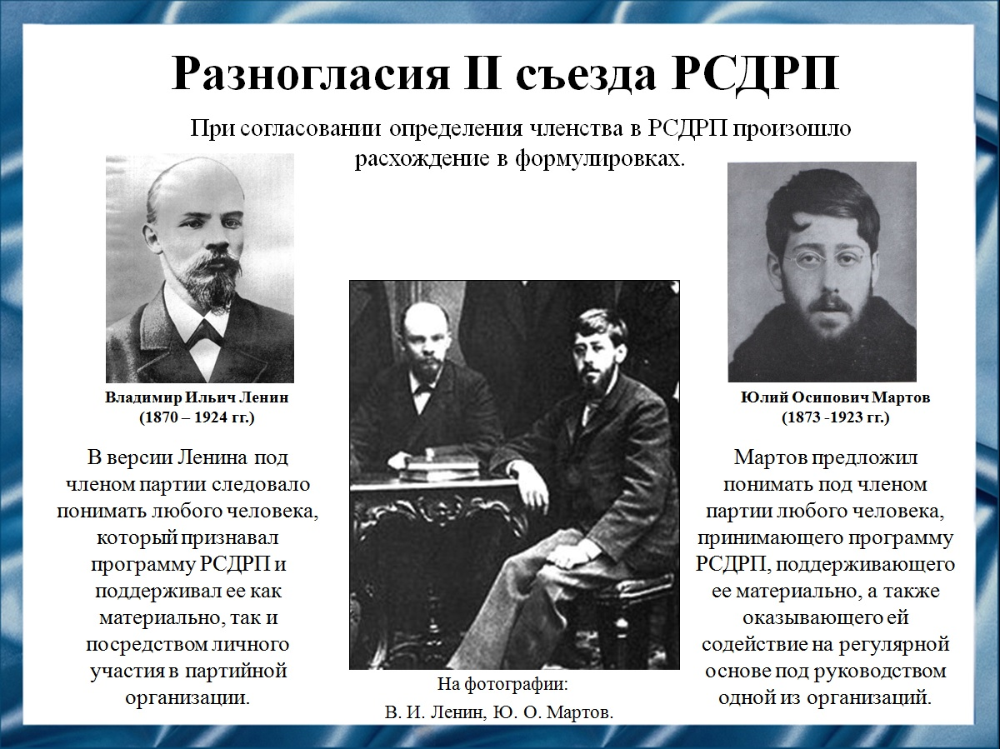 Разногласия II съезда РСДРП
При согласовании определения членства в РСДРП произошло
расхождение в формулировках.
Владимир Ильич Ленин
(1870 – 1924 гг.)
В версии Ленина под
членом партии следовало
понимать любого человека,
который признавал
программу РСДРП и
поддерживал ее как
материально, так и
посредством личного
участия в партийной
организации.
На фотографии:
В. И. Ленин, Ю. О. Мартов.
Юлий Осипович Мартов
(1873 -1923 гг.)
Мартов предложил
понимать под членом
партии любого человека,
принимающего программу
РСДРП, поддерживающего
ее материально, а также
оказывающего ей
содействие на регулярной
основе под руководством
одной из организаций.